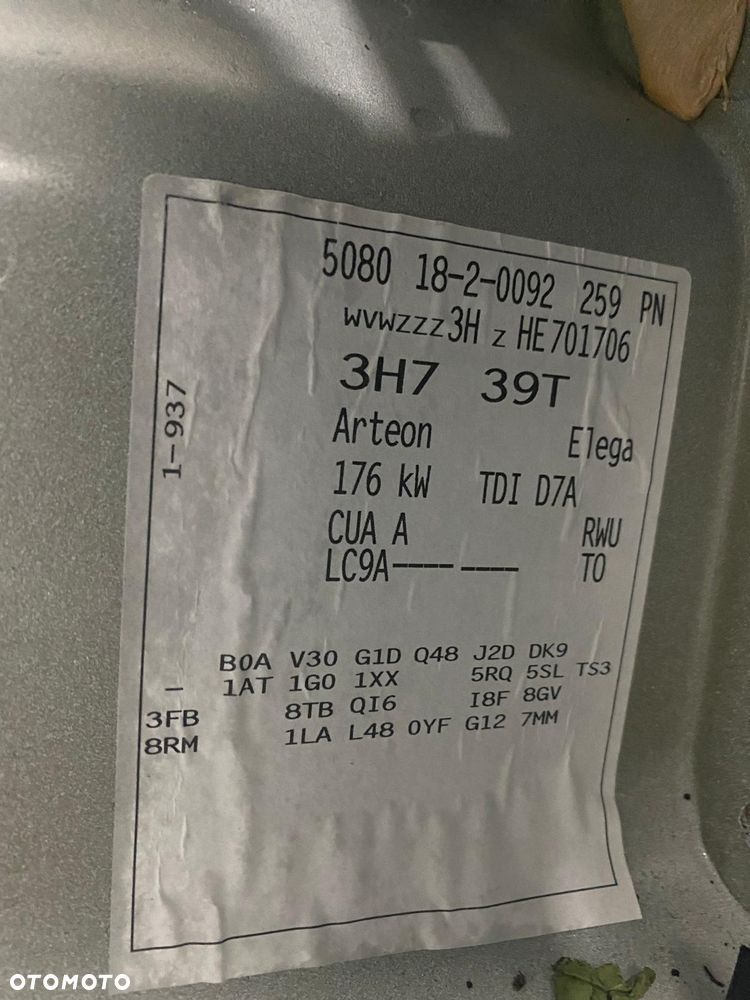 5080 18-2-0092 259 PN
wvwzzz3H z HE701706
3H7 39T
Arteon Elega
176 kW TDI D7A
CUA A RWU
LC9A---- ---- TO
1-937
B0A V30 G1D Q48 J2D DK9
- 1AT 1G0 1XX 5RQ 5SL TS3
3FB 8TB QI6 I8F 8GV
8RM 1LA L48 0YF G12 7MM
OTOMOTO